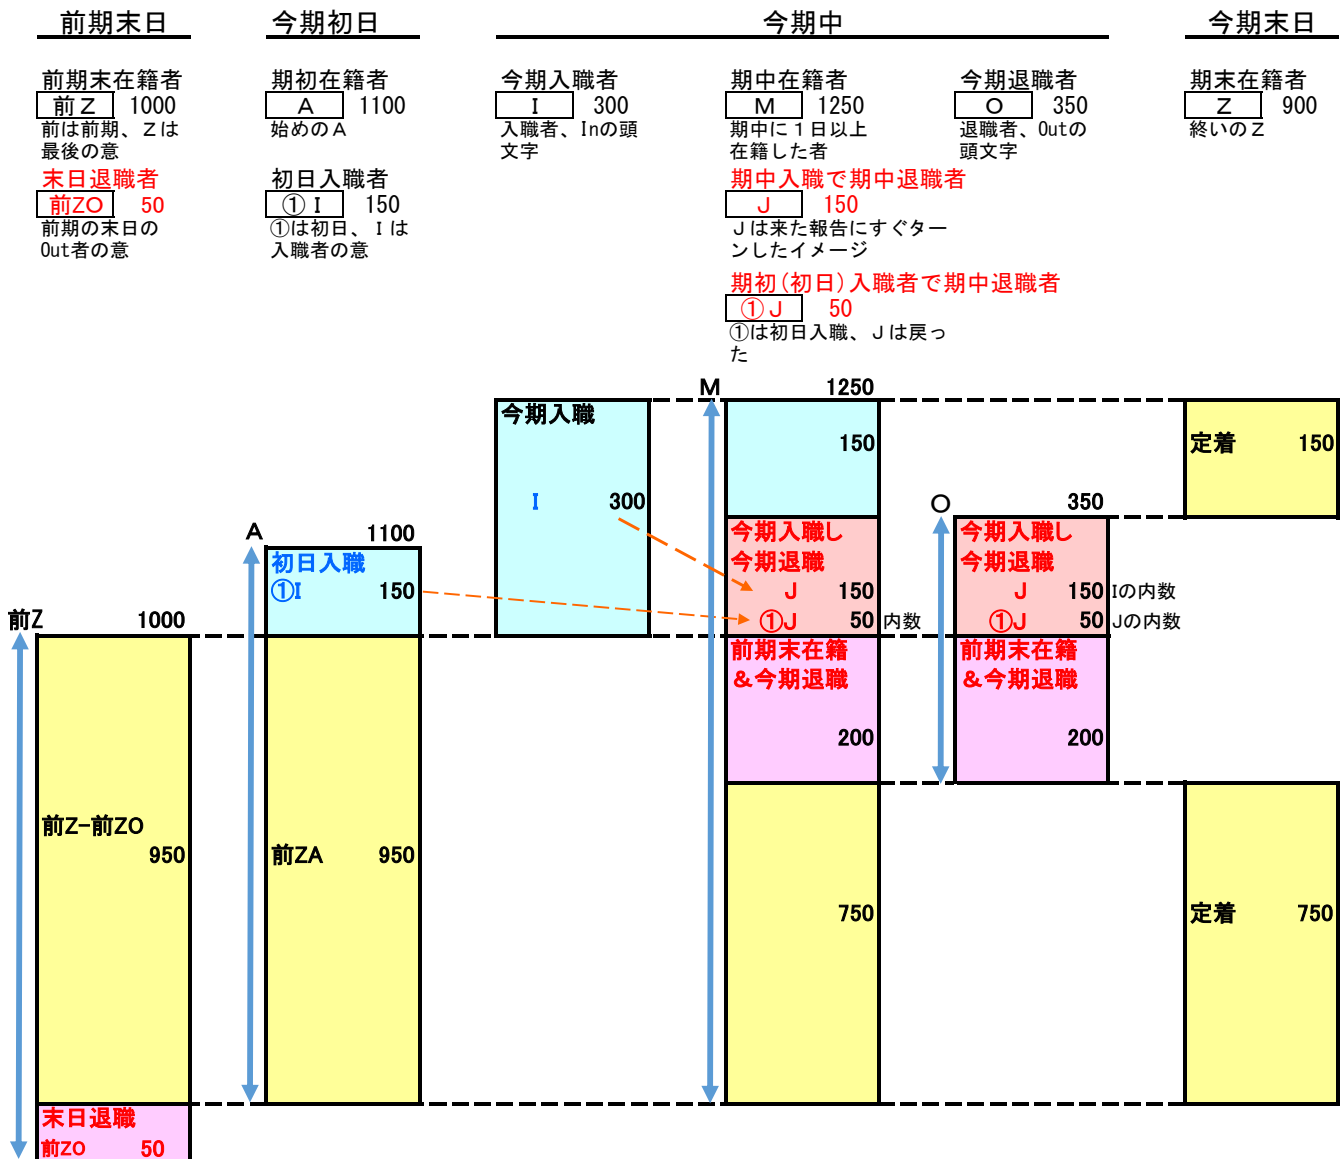 前期末日
今期初日
今期中
今期末日
前期末在籍者
前Z 1000
前は前期、Zは
最後の意
末日退職者
前ZO 50
前期の末日の
Out者の意
期初在籍者
A 1100
始めのA
初日入職者
①I 150
①は初日、Iは
入職者の意
今期入職者
I 300
入職者、Inの頭
文字
期中在籍者
M 1250
期中に1日以上
在籍した者
期中入職で期中退職者
J 150
Jは来た報告にすぐター
ンしたイメージ
期初(初日)入職者で期中退職者
①J 50
①は初日入職、Jは戻っ
た
今期退職者
O 350
退職者、Outの
頭文字
期末在籍者
Z 900
終いのZ
前Z 1000
前Z-前ZO
950
末日退職
前ZO 50
A 1100
初日入職
①I 150
前ZA 950
今期入職
I 300
M 1250
150
今期入職し
今期退職
J 150
①J 50 内数
前期末在籍
&今期退職
200
750
O 350
今期入職し
今期退職
J 150 Iの内数
①J 50 Jの内数
前期末在籍
&今期退職
200
定着 150
定着 750